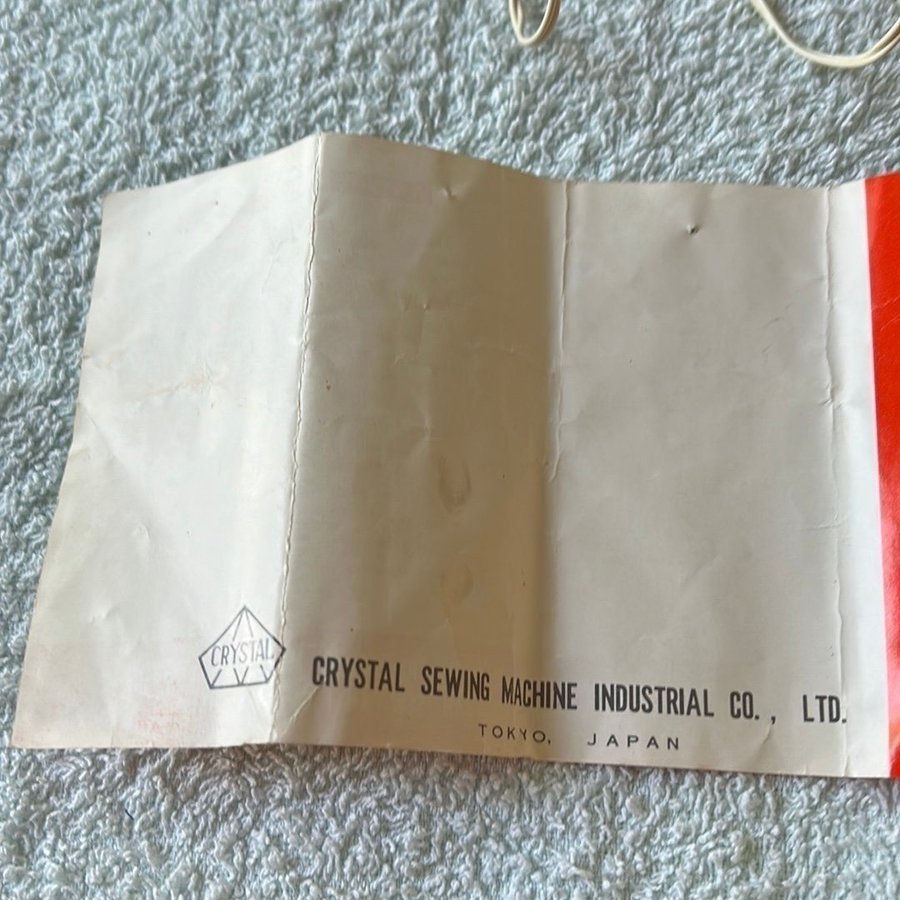 CRYSTAL
CRYSTAL SEWING MACHINE INDUSTRIAL CO., LTD.
TOKYO, JAPAN